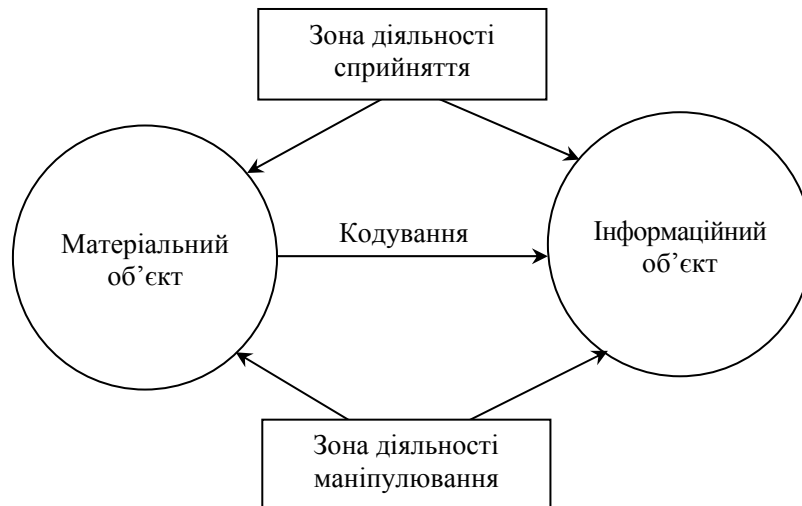 Зона діяльності
сприйняття
Матеріальний
об’єкт
Кодування
Інформаційний
об’єкт
Зона діяльності
маніпулювання